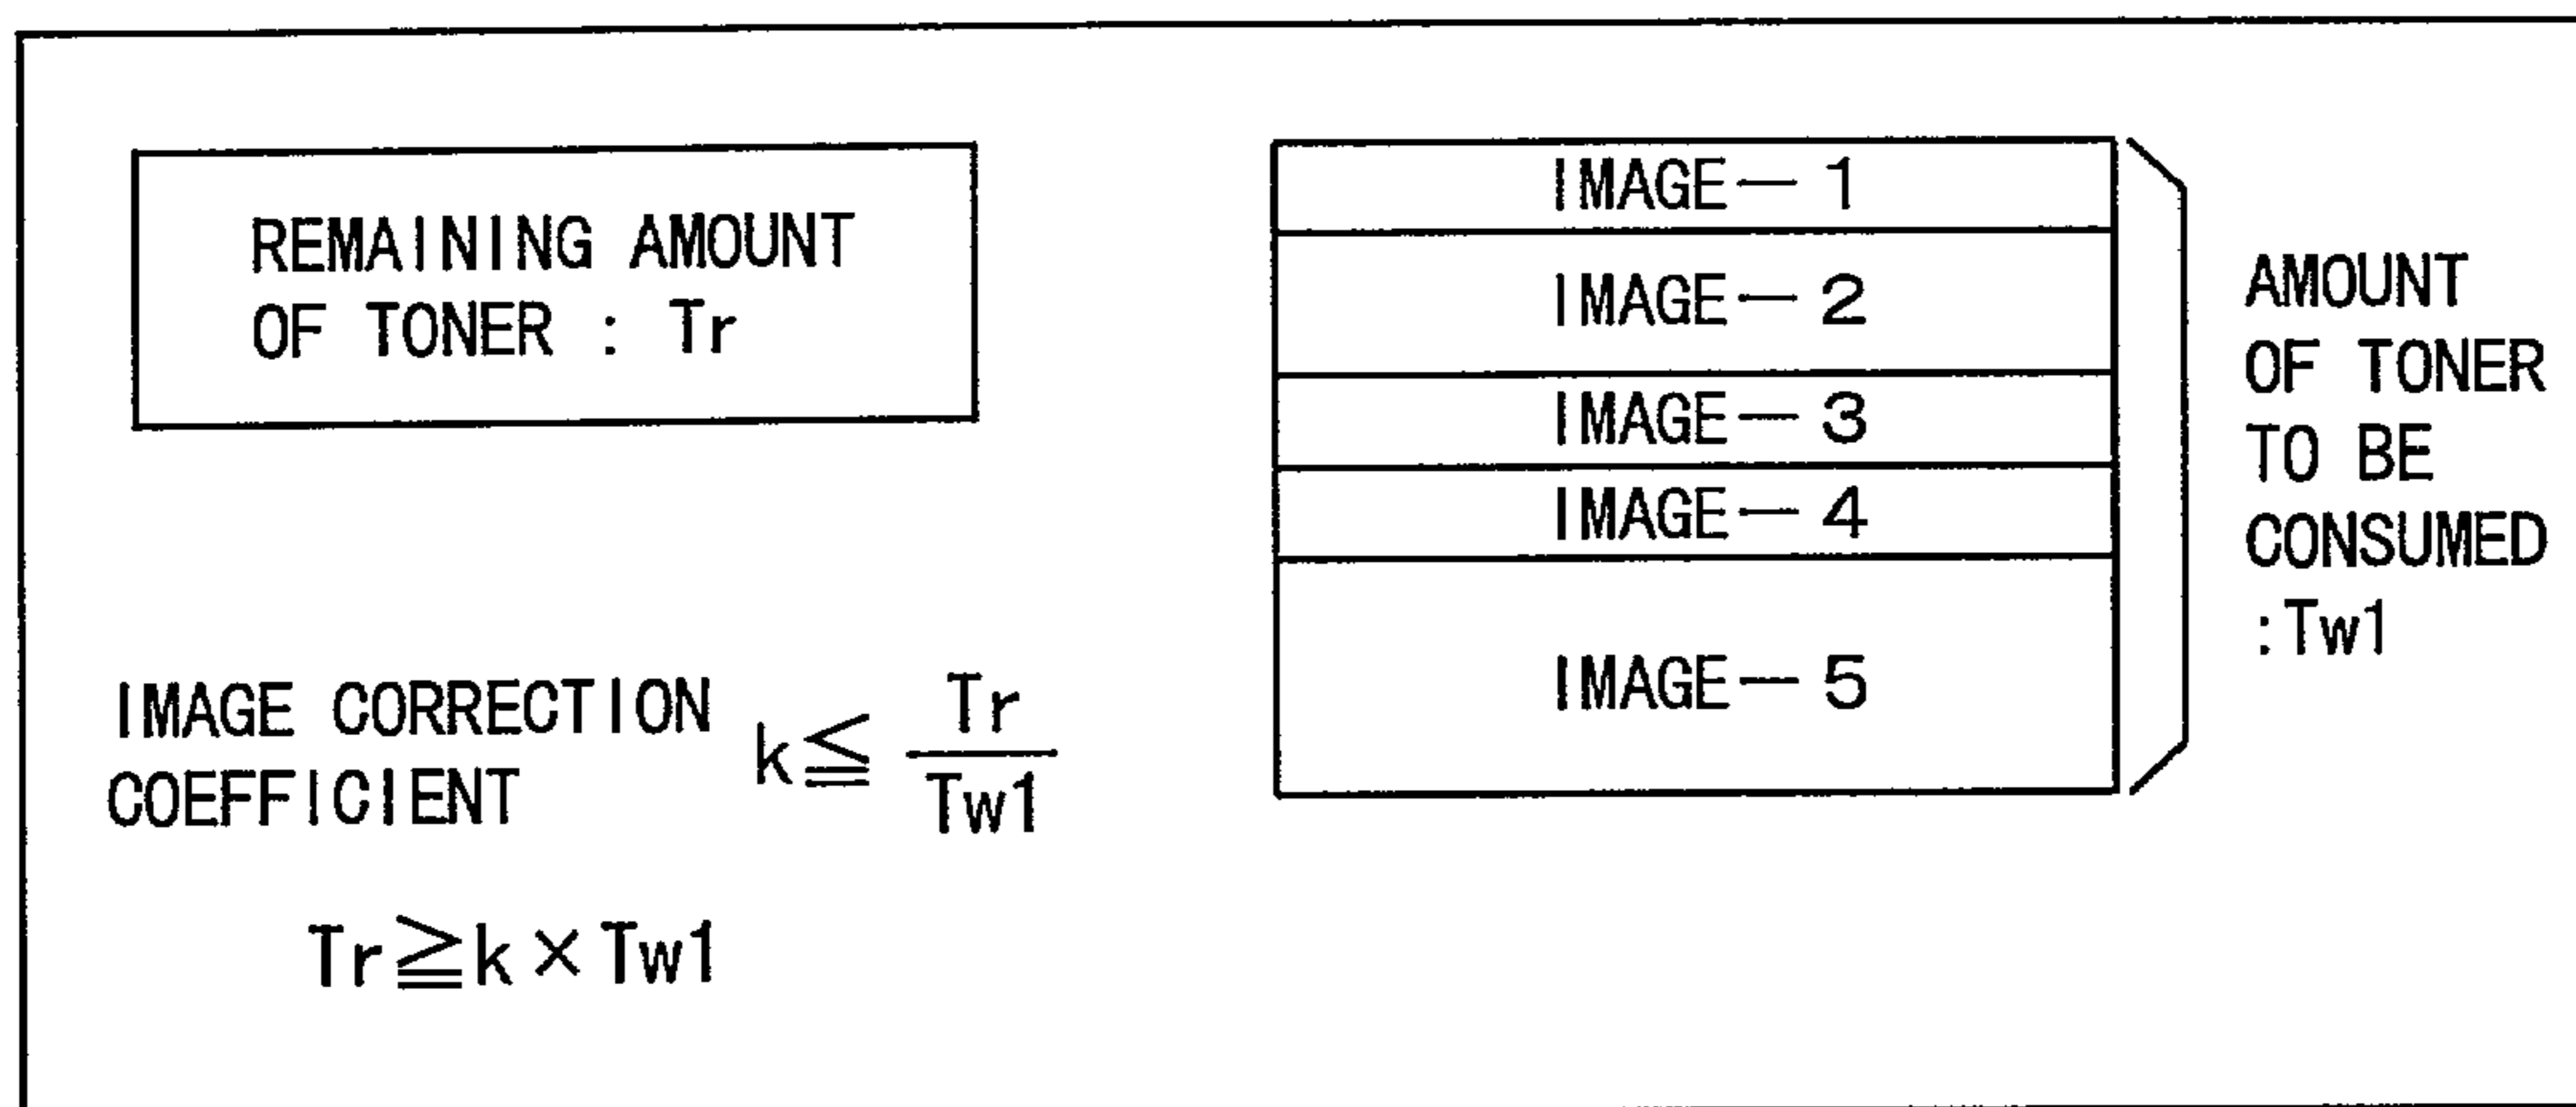 REMAINING AMOUNT
OF TONER : Tr
IMAGE CORRECTION
COEFFICIENT
k≦ Tr/Tw1
Tr≧k×Tw1
IMAGE—1
IMAGE—2
IMAGE—3
IMAGE—4
IMAGE—5
AMOUNT
OF TONER
TO BE
CONSUMED
:Tw1